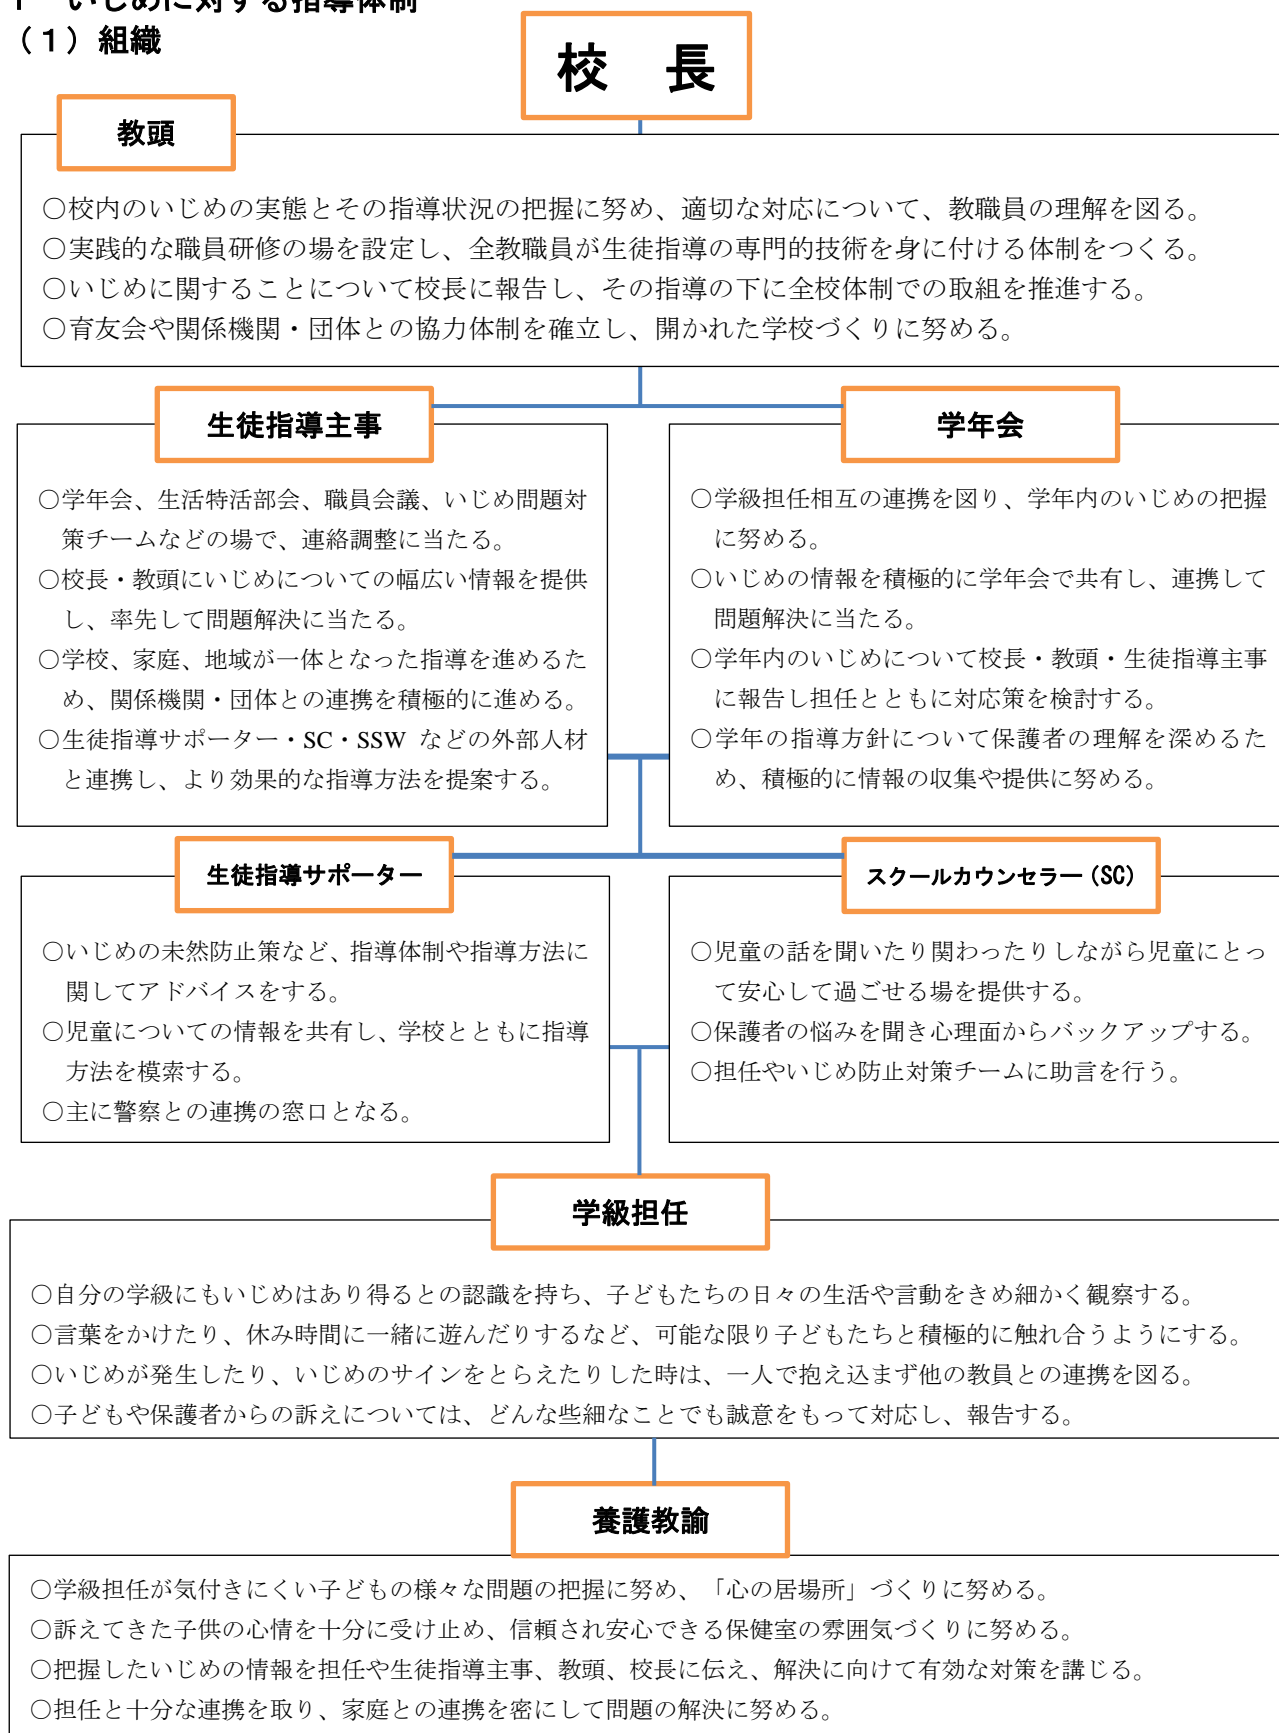 1 いじめに対する指導体制
(1)組織
校 長
教頭
○校内のいじめの実態とその指導状況の把握に努め、適切な対応について、教職員の理解を図る。
○実践的な職員研修の場を設定し、全教職員が生徒指導の専門的技術を身に付ける体制をつくる。
○いじめに関することについて校長に報告し、その指導の下に全校体制での取組を推進する。
○育友会や関係機関・団体との協力体制を確立し、開かれた学校づくりに努める。
生徒指導主事
○学年会、生活特活部会、職員会議、いじめ問題対
策チームなどの場で、連絡調整に当たる。
○校長・教頭にいじめについての幅広い情報を提供
し、率先して問題解決に当たる。
○学校、家庭、地域が一体となった指導を進めるた
め、関係機関・団体との連携を積極的に進める。
○生徒指導サポーター・SC・SSW などの外部人材
と連携し、より効果的な指導方法を提案する。
学年会
○学級担任相互の連携を図り、学年内のいじめの把握
に努める。
○いじめの情報を積極的に学年会で共有し、連携して
問題解決に当たる。
○学年内のいじめについて校長・教頭・生徒指導主事
に報告し担任とともに対応策を検討する。
○学年の指導方針について保護者の理解を深めるた
め、積極的に情報の収集や提供に努める。
生徒指導サポーター
○いじめの未然防止策など、指導体制や指導方法に
関してアドバイスをする。
○児童についての情報を共有し、学校とともに指導
方法を模索する。
○主に警察との連携の窓口となる。
スクールカウンセラー(SC)
○児童の話を聞いたり関わったりしながら児童にとっ
て安心して過ごせる場を提供する。
○保護者の悩みを聞き心理面からバックアップする。
○担任やいじめ防止対策チームに助言を行う。
学級担任
○自分の学級にもいじめはあり得るとの認識を持ち、子どもたちの日々の生活や言動をきめ細かく観察する。
○言葉をかけたり、休み時間に一緒に遊んだりするなど、可能な限り子どもたちと積極的に触れ合うようにする。
○いじめが発生したり、いじめのサインをとらえたりした時は、一人で抱え込まず他の教員との連携を図る。
○子どもや保護者からの訴えについては、どんな些細なことでも誠意をもって対応し、報告する。
養護教諭
○学級担任が気付きにくい子どもの様々な問題の把握に努め、「心の居場所」づくりに努める。
○訴えてきた子供の心情を十分に受け止め、信頼され安心できる保健室の雰囲気づくりに努める。
○把握したいじめの情報を担任や生徒指導主事、教頭、校長に伝え、解決に向けて有効な対策を講じる。
○担任と十分な連携を取り、家庭との連携を密にして問題の解決に努める。